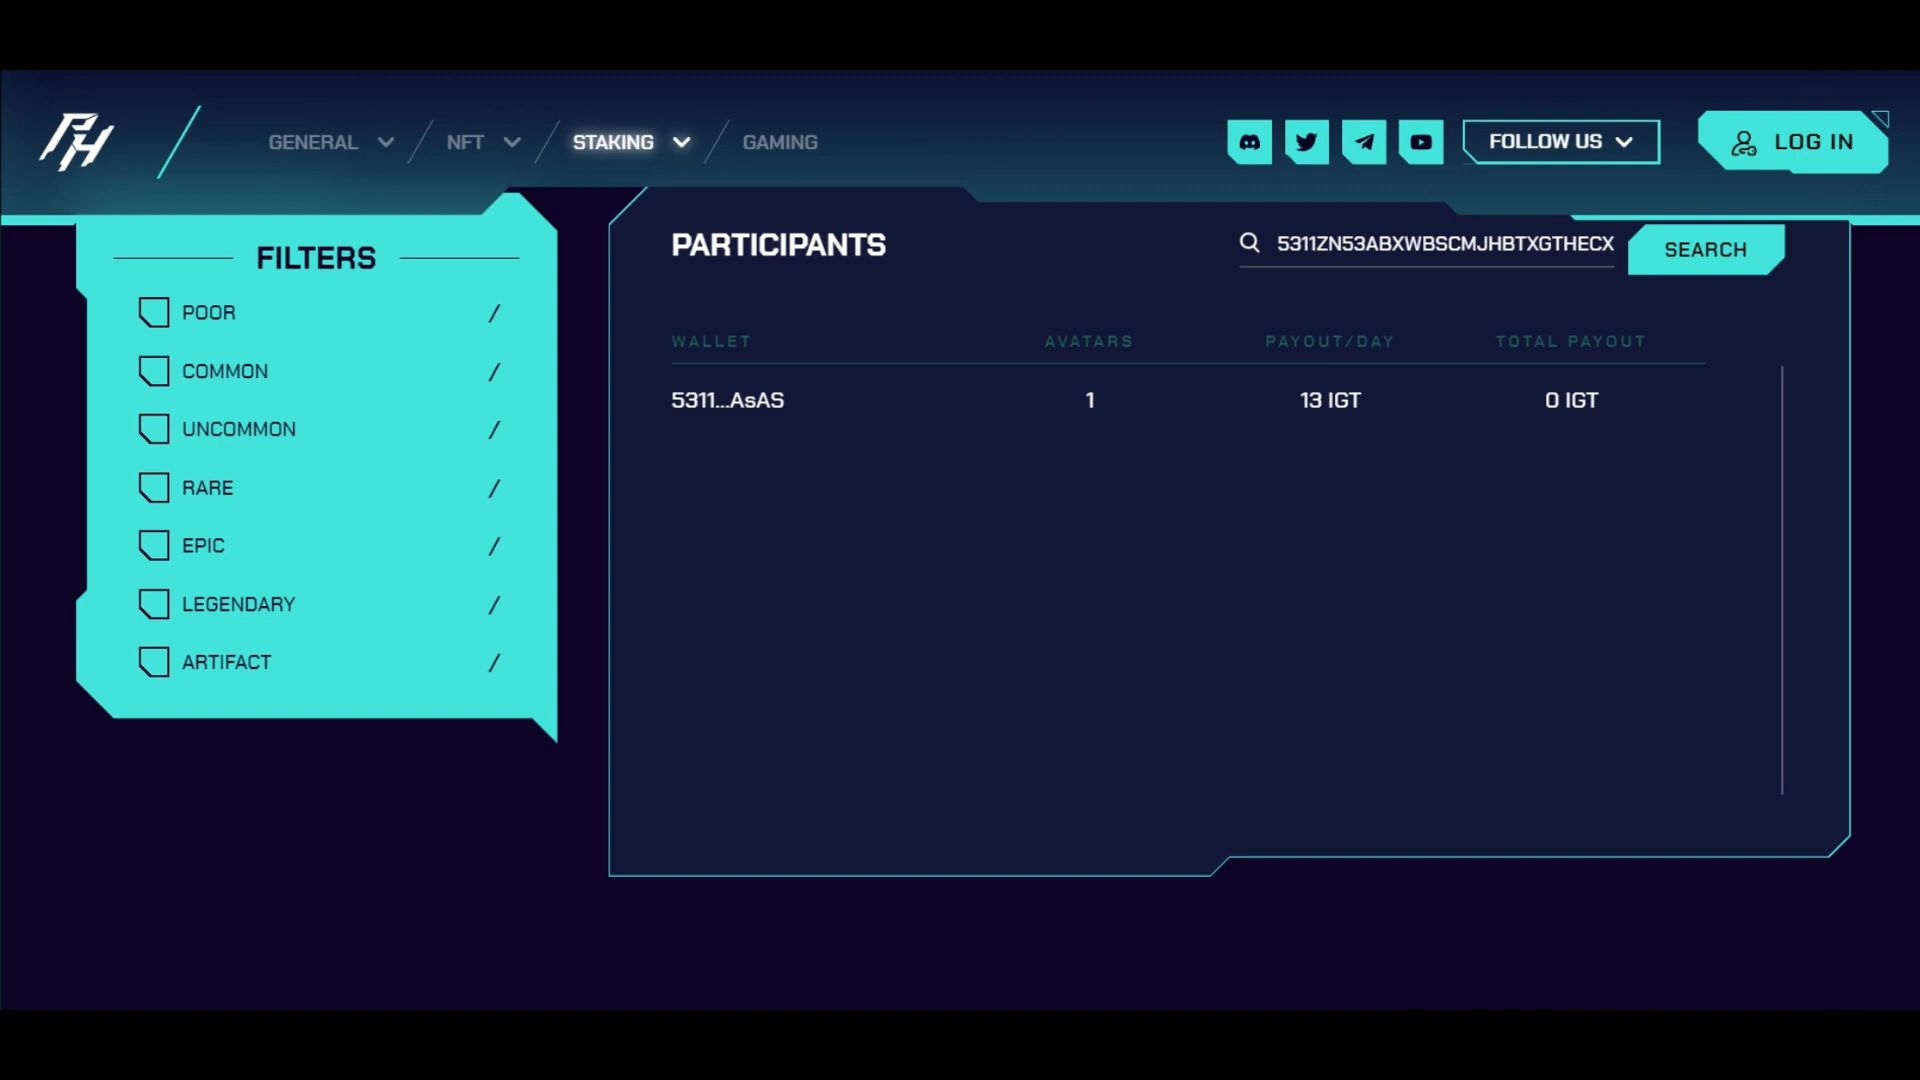 PH
GENERAL / NFT / STAKING / GAMING
FOLLOW US
LOG IN
FILTERS
POOR /
COMMON /
UNCOMMON /
RARE /
EPIC /
LEGENDARY /
ARTIFACT /
PARTICIPANTS
5311ZN53ABXWBSCMJHBTXGTHECX
SEARCH
WALLET AVATARS PAYOUT/DAY TOTAL PAYOUT
5311...AsAS 1 13 IGT 0 IGT